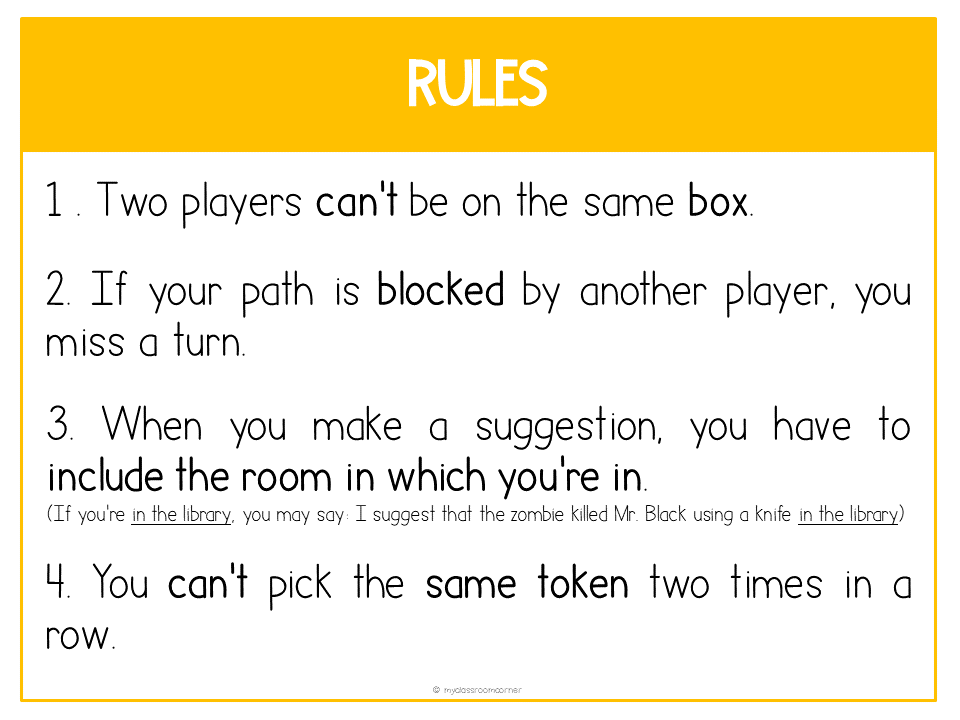 RULES
1 . Two players can't be on the same box.
2. If your path is blocked by another player, you
miss a turn.
3. When you make a suggestion, you have to
include the room in which you're in.
(If you're in the library, you may say: I suggest that the zombie killed Mr. Black using a knife in the library)
4. You can't pick the same token two times in a
row.
© myclassroomcorner